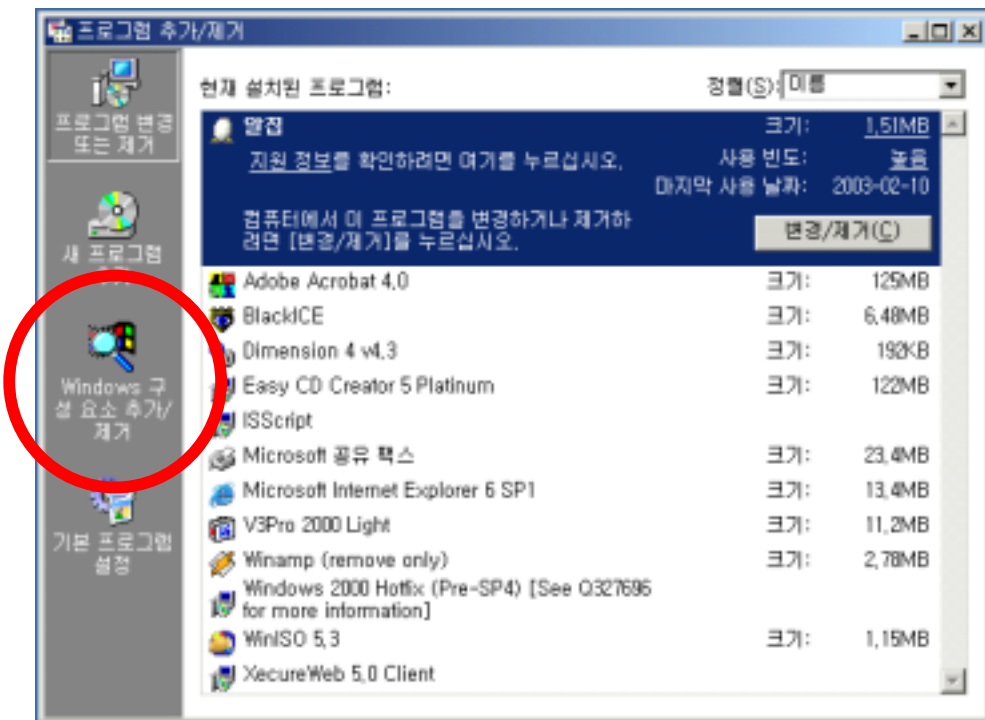 프로그램 추가/제거
프로그램 변경
또는 제거
새 프로그램
Windows 구
성 요소 추가/
제거
기본 프로그램
설정
현재 설치된 프로그램:
정렬(S): 이름
알집 크기: 1,51MB
지원 정보를 확인하려면 여기를 누르십시오. 사용 빈도: 높음
마지막 사용 날짜: 2003-02-10
컴퓨터에서 이 프로그램을 변경하거나 제거하
려면 [변경/제거]를 누르십시오. 변경/제거(C)
Adobe Acrobat 4,0 크기: 125MB
BlackICE 크기: 6,48MB
Dimension 4 v4,3 크기: 192KB
Easy CD Creator 5 Platinum 크기: 122MB
ISScript
Microsoft 공유 팩스 크기: 23,4MB
Microsoft Internet Explorer 6 SP1 크기: 13,4MB
V3Pro 2000 Light 크기: 11,2MB
Winamp (remove only) 크기: 2,78MB
Windows 2000 Hotfix (Pre-SP4) [See Q327696
for more information]
WinISO 5,3 크기: 1,15MB
XecureWeb 5,0 Client